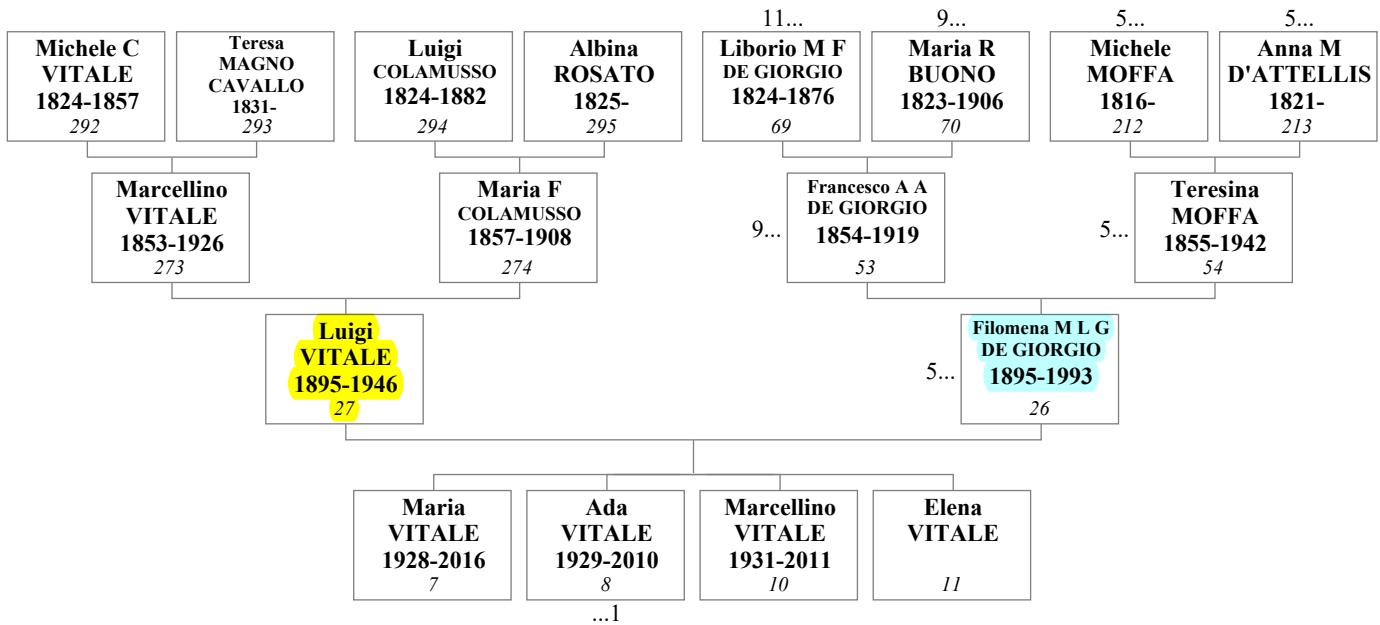 11...
9...
5...
5...
Michele C
VITALE
1824-1857
292
Teresa
MAGNO
CAVALLO
1831-
293
Luigi
COLAMUSSO
1824-1882
294
Albina
ROSATO
1825-
295
Liborio M F
DE GIORGIO
1824-1876
69
Maria R
BUONO
1823-1906
70
Michele
MOFFA
1816-
212
Anna M
D'ATTELLIS
1821-
213
Marcellino
VITALE
1853-1926
273
Maria F
COLAMUSSO
1857-1908
274
9...
Francesco A A
DE GIORGIO
1854-1919
53
5...
Teresina
MOFFA
1855-1942
54
Luigi
VITALE
1895-1946
27
5...
Filomena M L G
DE GIORGIO
1895-1993
26
Maria
VITALE
1928-2016
7
Ada
VITALE
1929-2010
8
Marcellino
VITALE
1931-2011
10
Elena
VITALE
11
...1